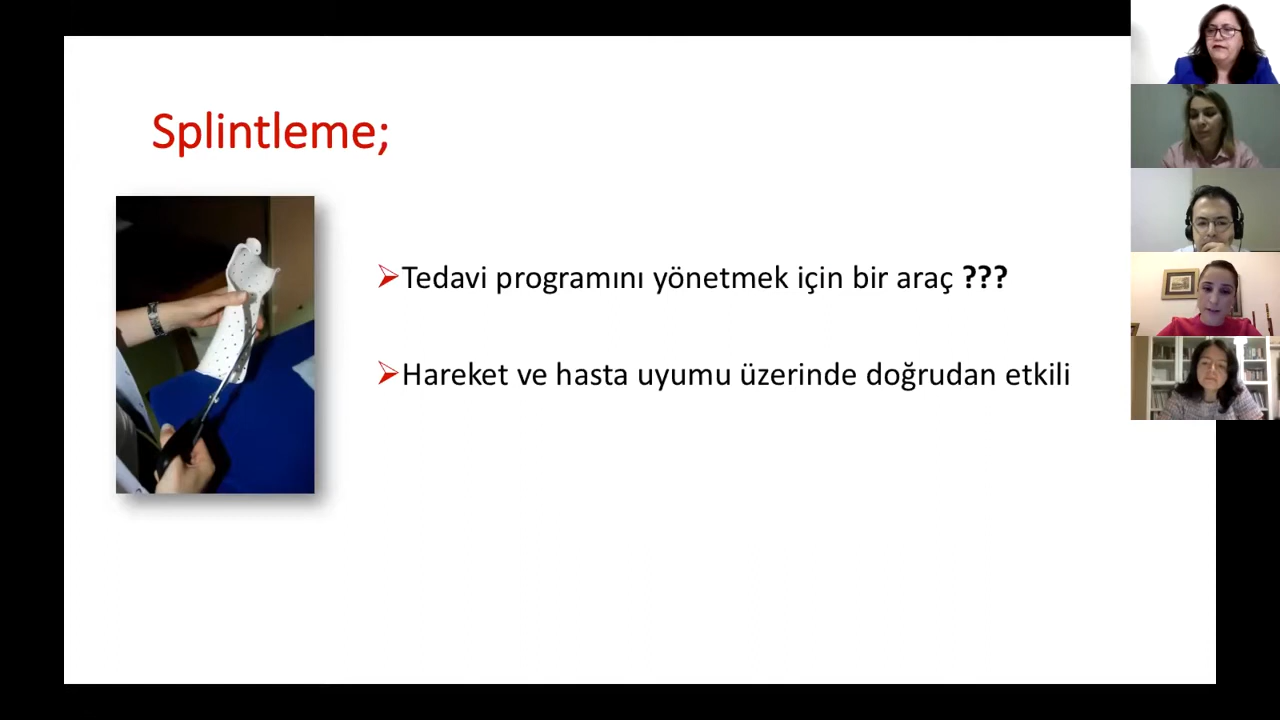 Splintleme;
➢Tedavi programını yönetmek için bir araç ???
➢Hareket ve hasta uyumu üzerinde doğrudan etkili